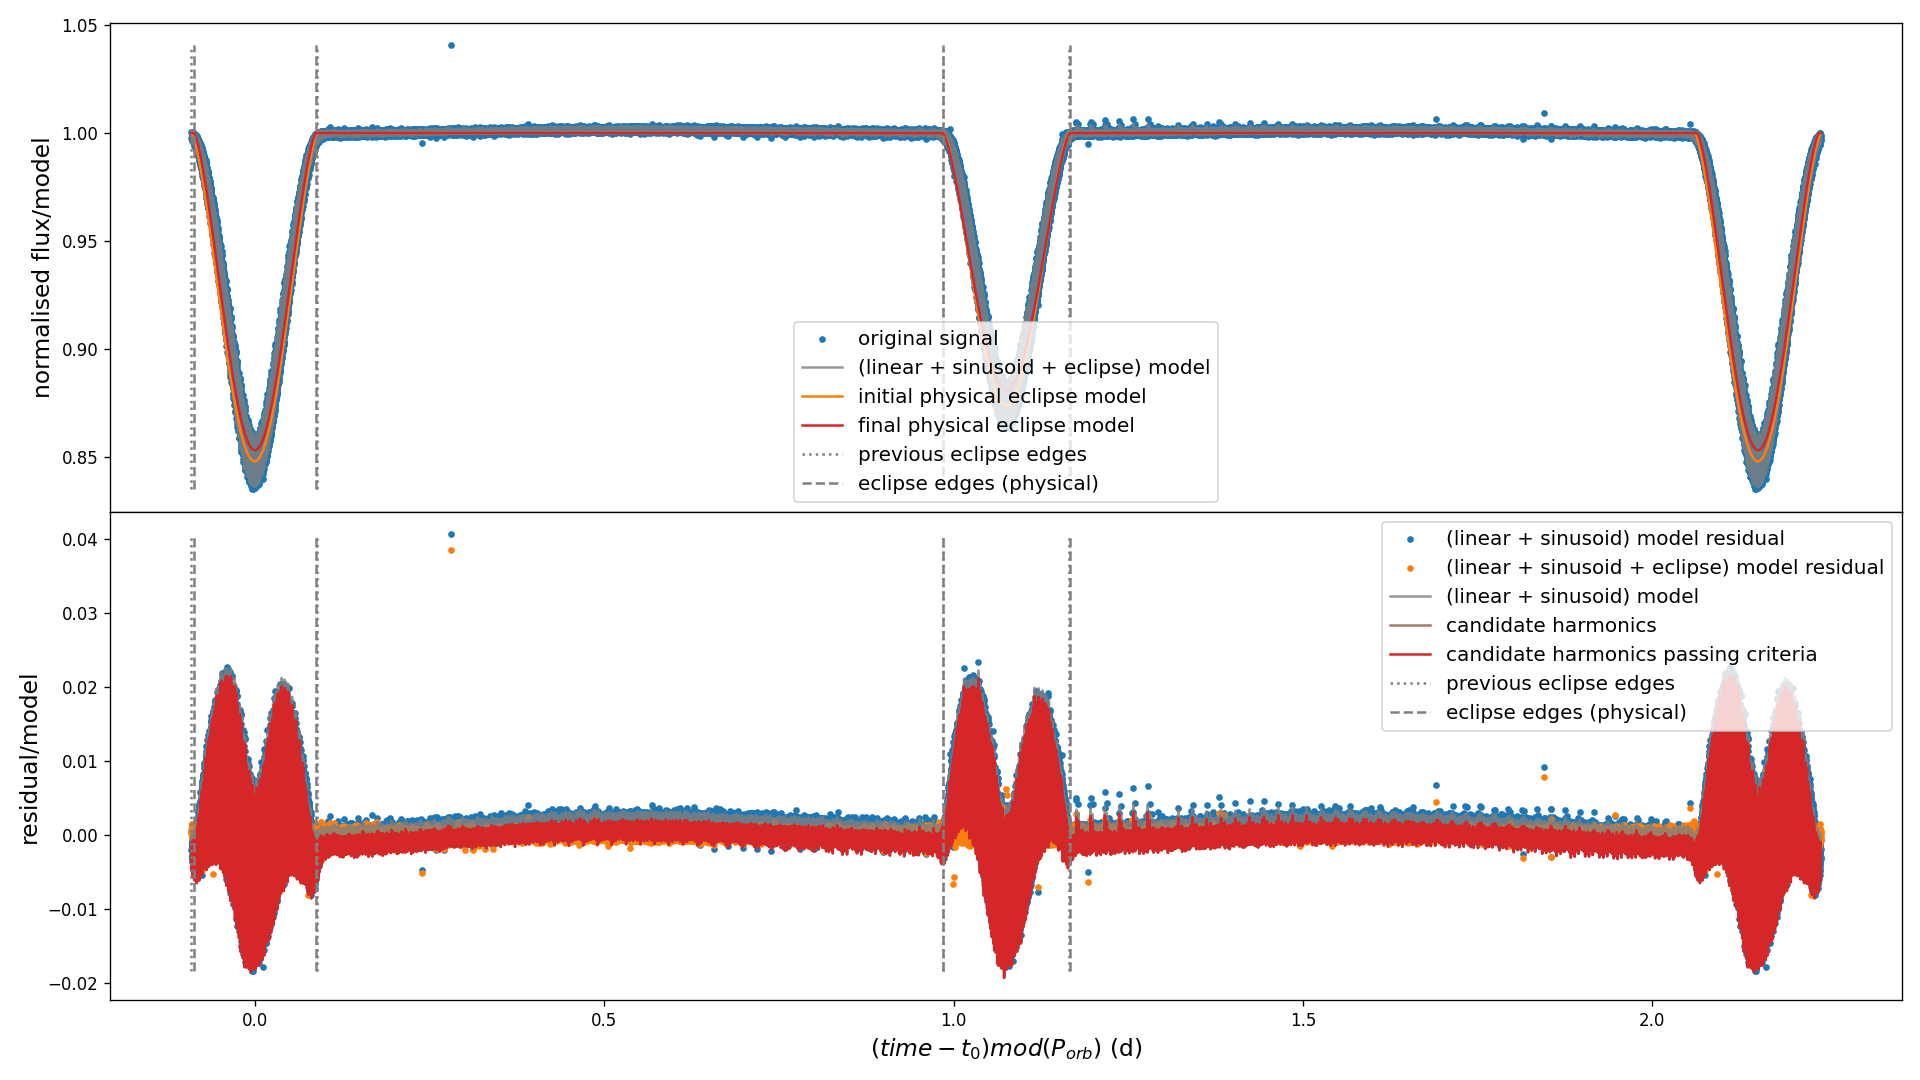 1.05
1.00
0.95
0.90
0.85
normalised flux/model
original signal
(linear + sinusoid + eclipse) model
initial physical eclipse model
final physical eclipse model
previous eclipse edges
eclipse edges (physical)
0.04
0.03
0.02
0.01
0.00
−0.01
−0.02
residual/model
(linear + sinusoid) model residual
(linear + sinusoid + eclipse) model residual
(linear + sinusoid) model
candidate harmonics
candidate harmonics passing criteria
previous eclipse edges
eclipse edges (physical)
0.0 0.5 1.0 1.5 2.0
(time − t₀)mod(Pₒᵣb) (d)